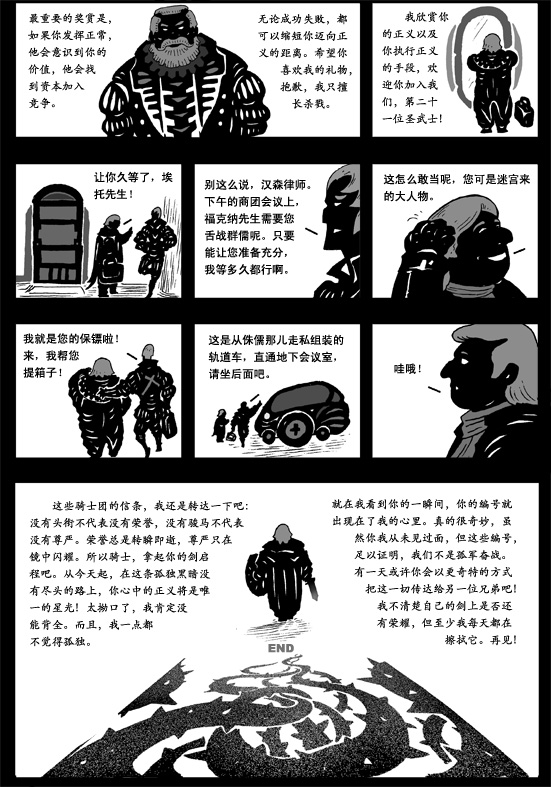 最重要的奖赏是，
如果你发挥正常，
他会意识到你的
价值，他会找
到资本加入
竞争。
无论成功失败，都
可以缩短你迈向正
义的距离。希望你
喜欢我的礼物，
抱歉，我只擅
长杀戮。
我欣赏你
的正义以及
你执行正义
的手段，欢
迎你加入我
们，第二十
一位圣武士！
让你久等了，埃
托先生！
别这么说，汉森律师。
下午的商团会议上，
福克纳先生需要您
舌战群儒呢。只要
能让您准备充分，
我等多久都行啊。
这怎么敢当呢，您可是迷宫来
的大人物。
我就是您的保镖啦！
来，我帮您
提箱子！
这是从侏儒那儿走私组装的
轨道车，直通地下会议室，
请坐后面吧。
哇哦！
这些骑士团的信条，我还是转达一下吧：
没有头衔不代表没有荣誉，没有骏马不代表
没有尊严。荣誉总是转瞬即逝，尊严只在
镜中闪耀。所以骑士，拿起你的剑启
程吧。从今天起，在这条孤独黑暗没
有尽头的路上，你心中的正义将是唯
一的星光！太拗口了，我肯定没
能背全。而且，我一点都
不觉得孤独。
就在我看到你的一瞬间，你的编号就
出现在了我的心里。真的很奇妙，虽
然你我从未见过面，但这些编号，
足以证明，我们不是孤军奋战。
有一天或许你会以更奇特的方式
把这一切传达给另一位兄弟吧！
我不清楚自己的剑上是否还
有荣耀，但至少我每天都在
擦拭它。再见！
END